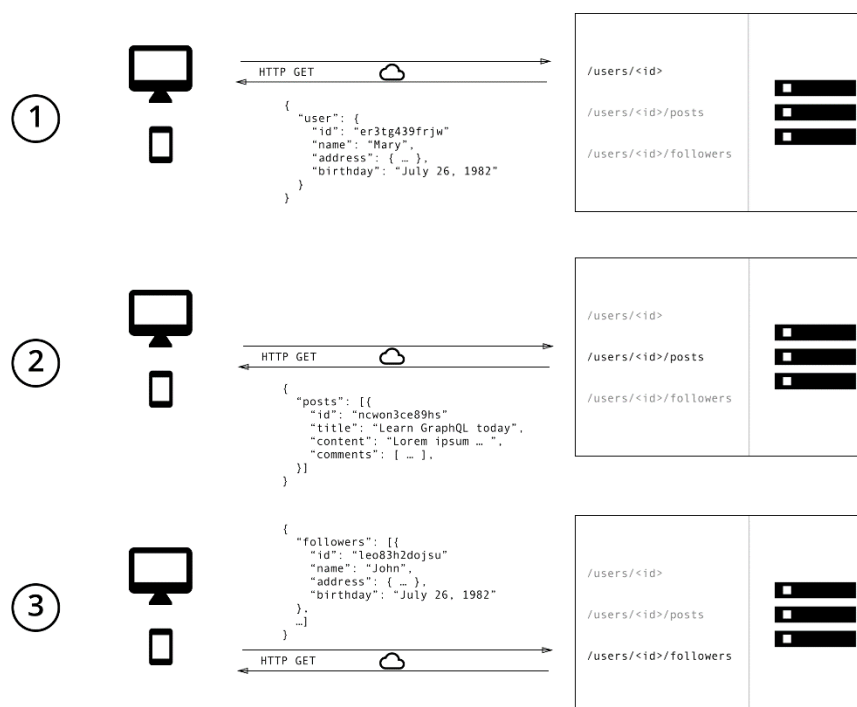 1
HTTP GET
{
“user”: {
“id”: “er3tg439frjw”
“name”: “Mary”,
“address”: { … },
“birthday”: “July 26, 1982”
}
}
/users/<id>
/users/<id>/posts
/users/<id>/followers
2
HTTP GET
{
“posts”: [{
“id”: “ncwon3ce89hs”
“title”: “Learn GraphQL today”,
“content”: “Lorem ipsum … ”,
“comments”: [ … ],
}]
}
/users/<id>
/users/<id>/posts
/users/<id>/followers
3
{
“followers”: [{
“id”: “leo83h2dojsu”
“name”: “John”,
“address”: { … },
“birthday”: “July 26, 1982”
},
…]
}
HTTP GET
/users/<id>
/users/<id>/posts
/users/<id>/followers